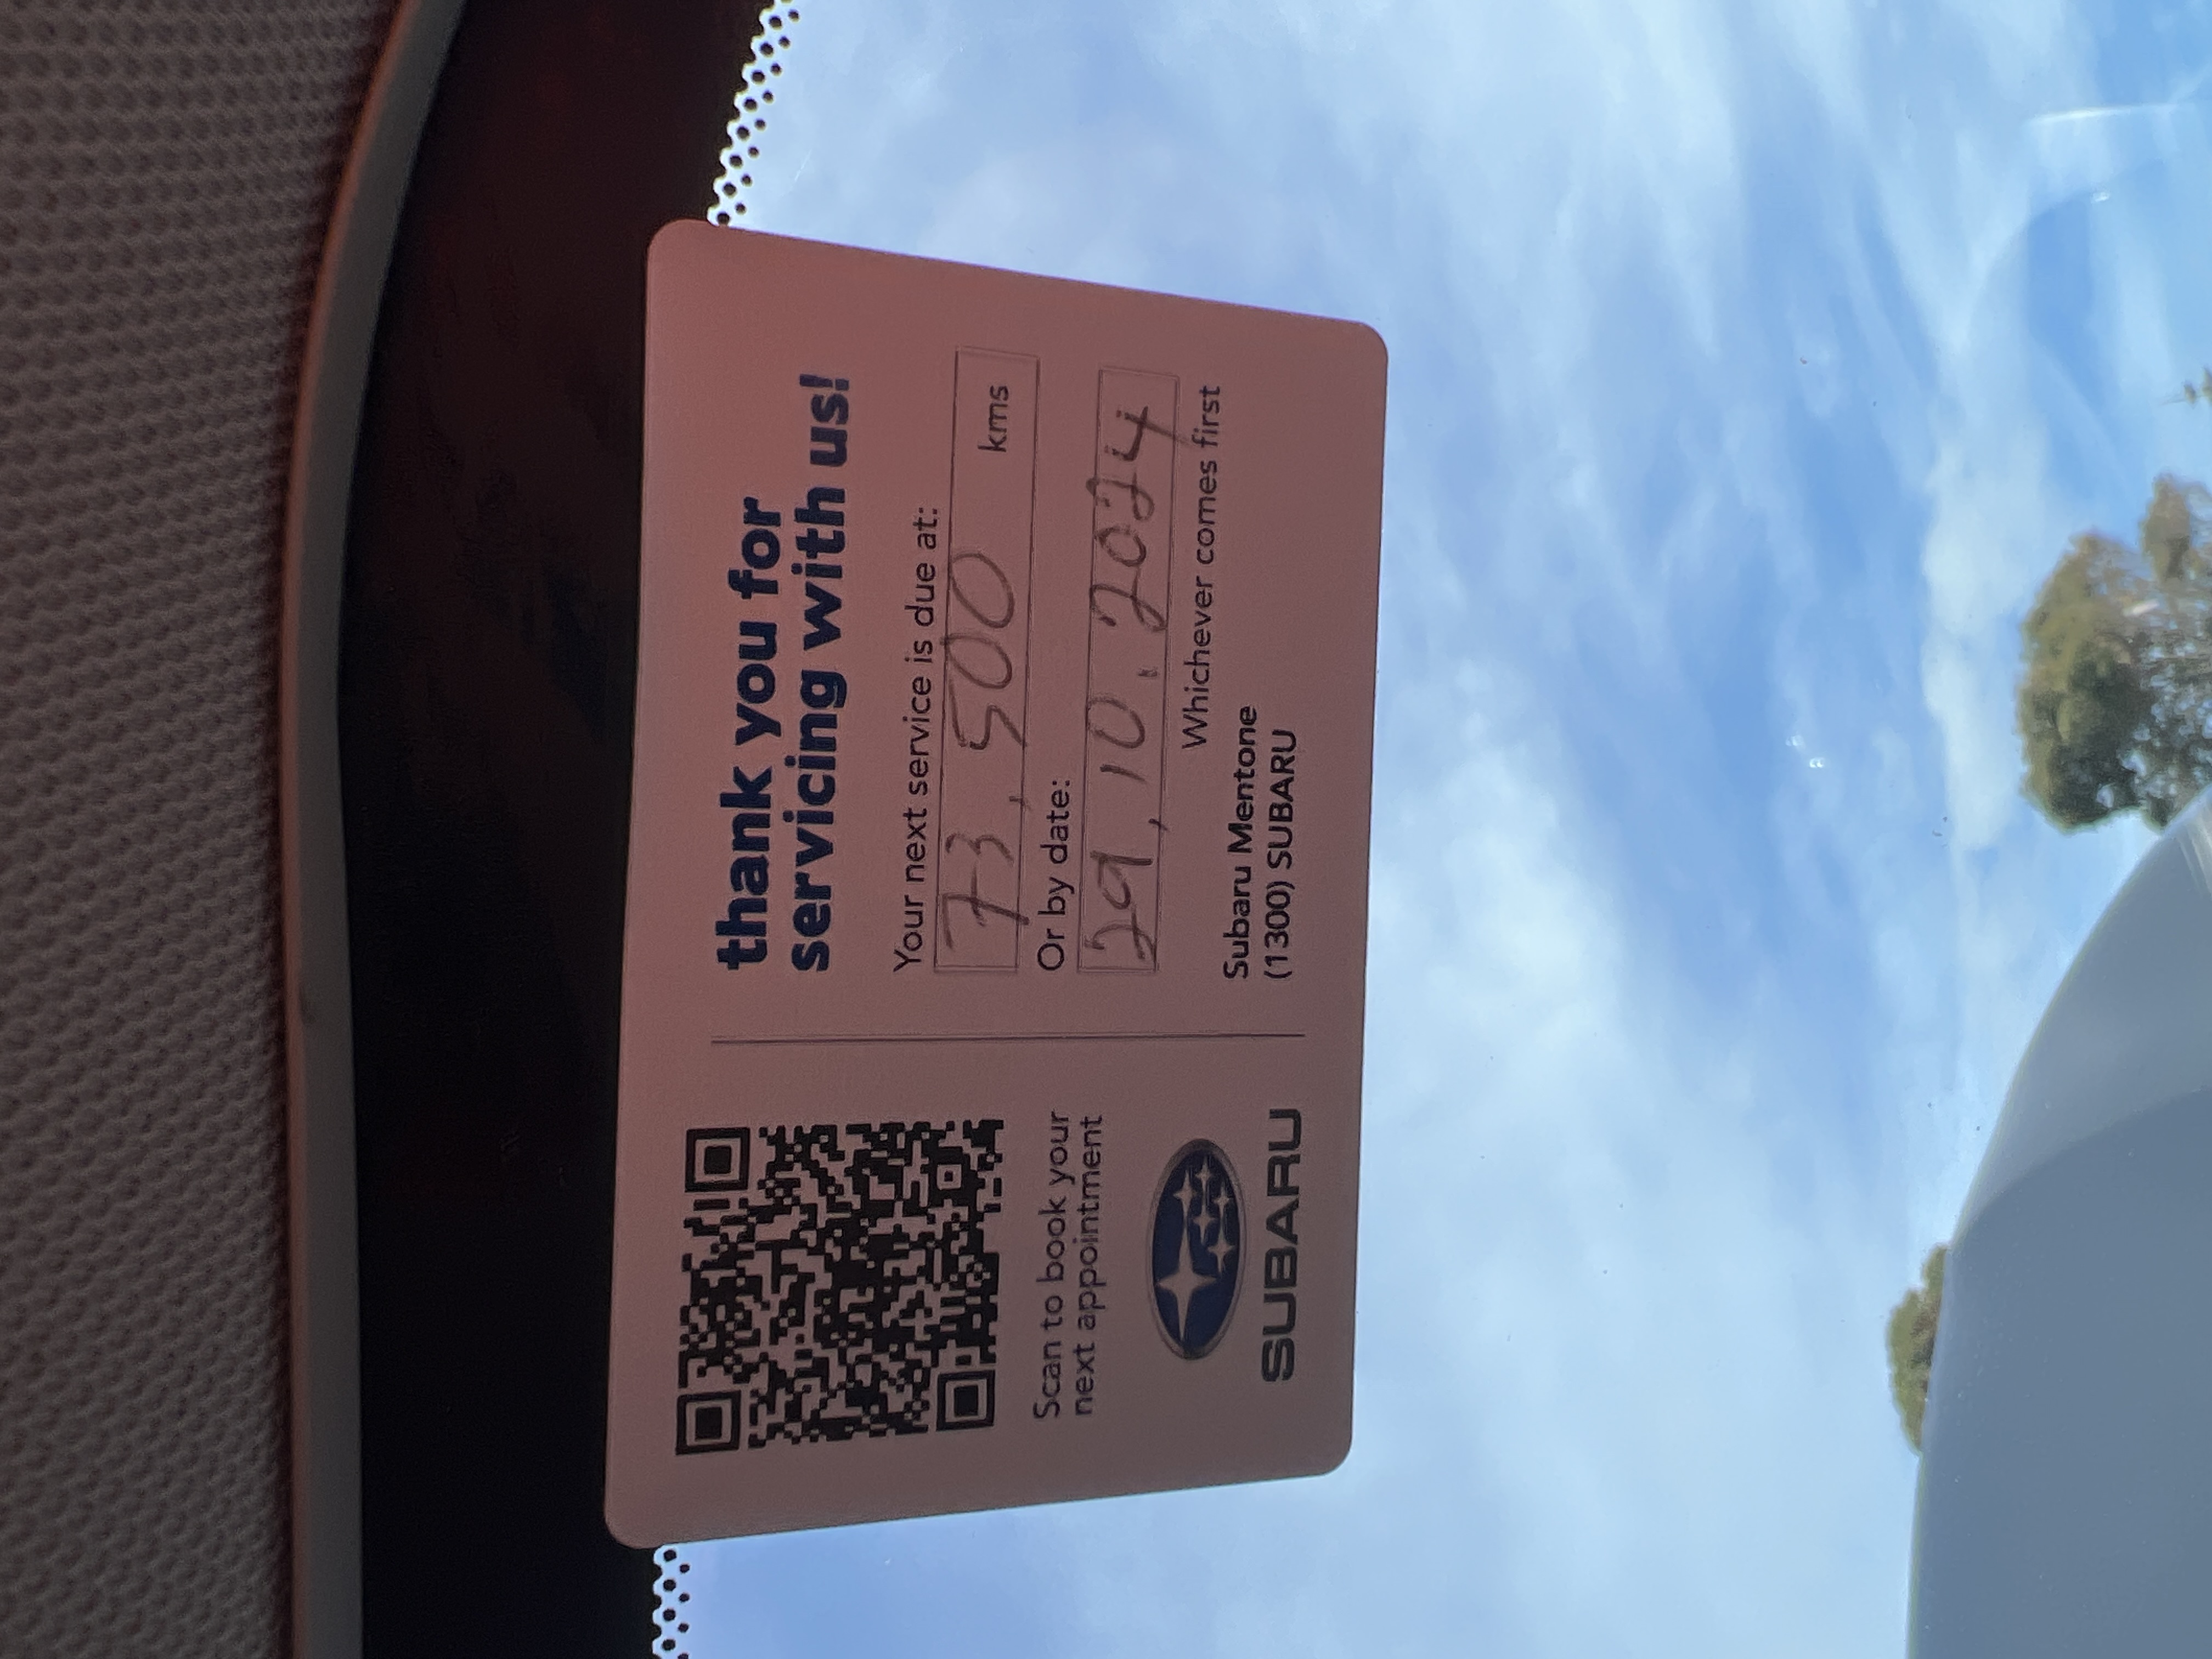 Scan to book your
next appointment
SUBARU
thank you for
servicing with us!
Your next service is due at:
73,500 kms
Or by date:
29,10.2024
Whichever comes first
Subaru Mentone
(1300) SUBARU